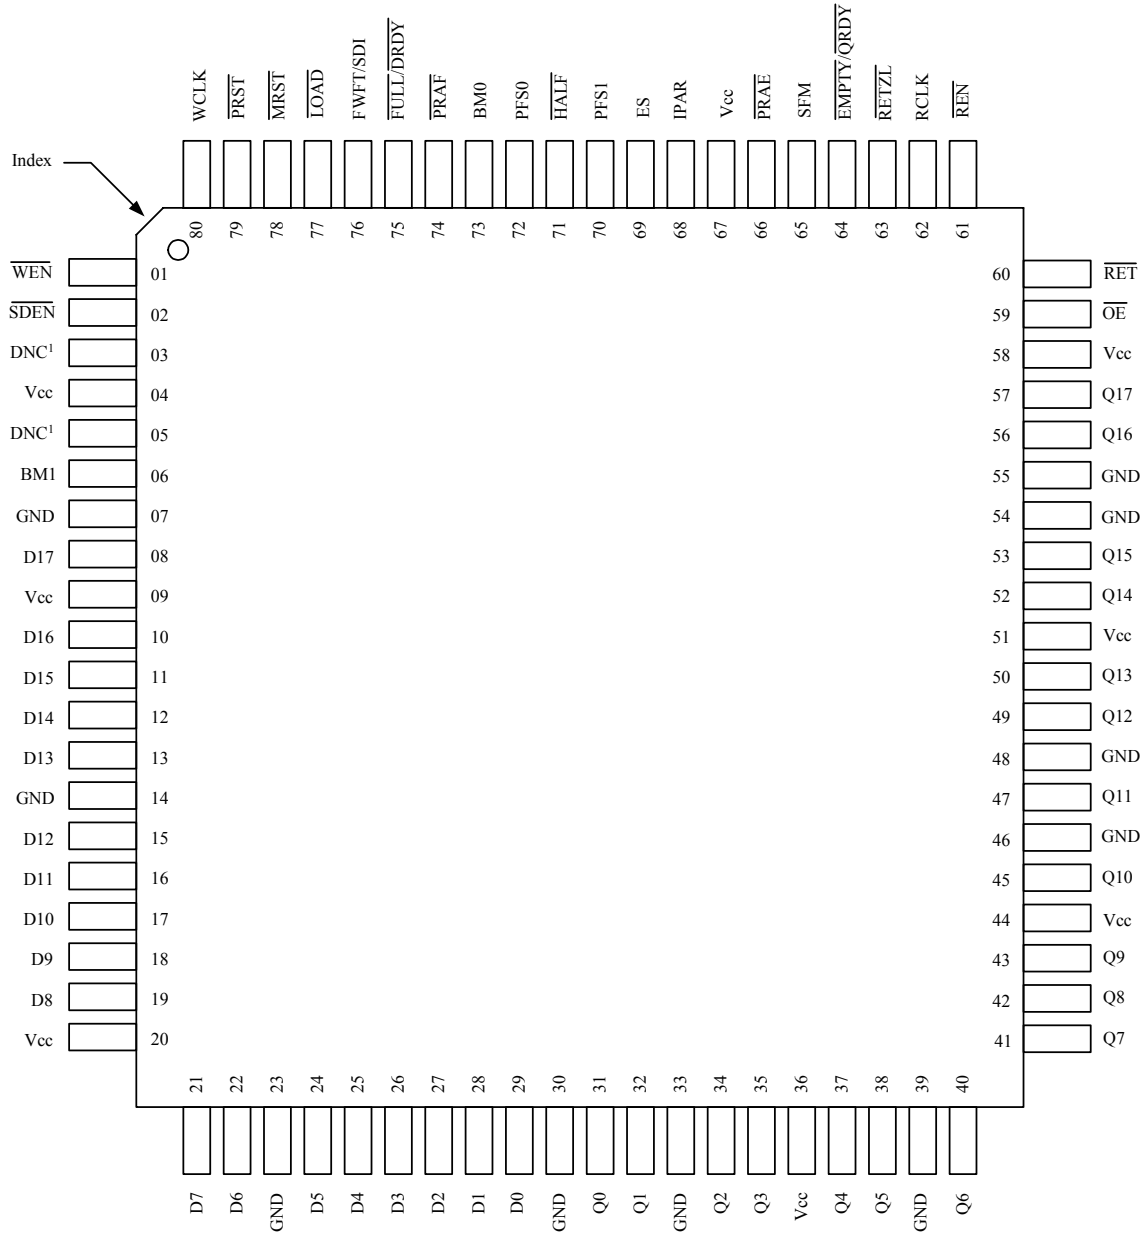 WCLK
PRST
MRST
LOAD
FWFT/SDI
FULL/DRDY
PRAF
BM0
PFS0
HALF
PFS1
ES
IPAR
Vcc
PRAE
SFM
EMPTY/QRDY
RETZL
RCLK
REN
Index
80
79
78
77
76
75
74
73
72
71
70
69
68
67
66
65
64
63
62
61
WEN 01
SDEN 02
DNC¹ 03
Vcc 04
DNC¹ 05
BM1 06
GND 07
D17 08
Vcc 09
D16 10
D15 11
D14 12
D13 13
GND 14
D12 15
D11 16
D10 17
D9 18
D8 19
Vcc 20
60 RET
59 OE
58 Vcc
57 Q17
56 Q16
55 GND
54 GND
53 Q15
52 Q14
51 Vcc
50 Q13
49 Q12
48 GND
47 Q11
46 GND
45 Q10
44 Vcc
43 Q9
42 Q8
41 Q7
21
22
23
24
25
26
27
28
29
30
31
32
33
34
35
36
37
38
39
40
D7
D6
GND
D5
D4
D3
D2
D1
D0
GND
Q0
Q1
GND
Q2
Q3
Vcc
Q4
Q5
GND
Q6